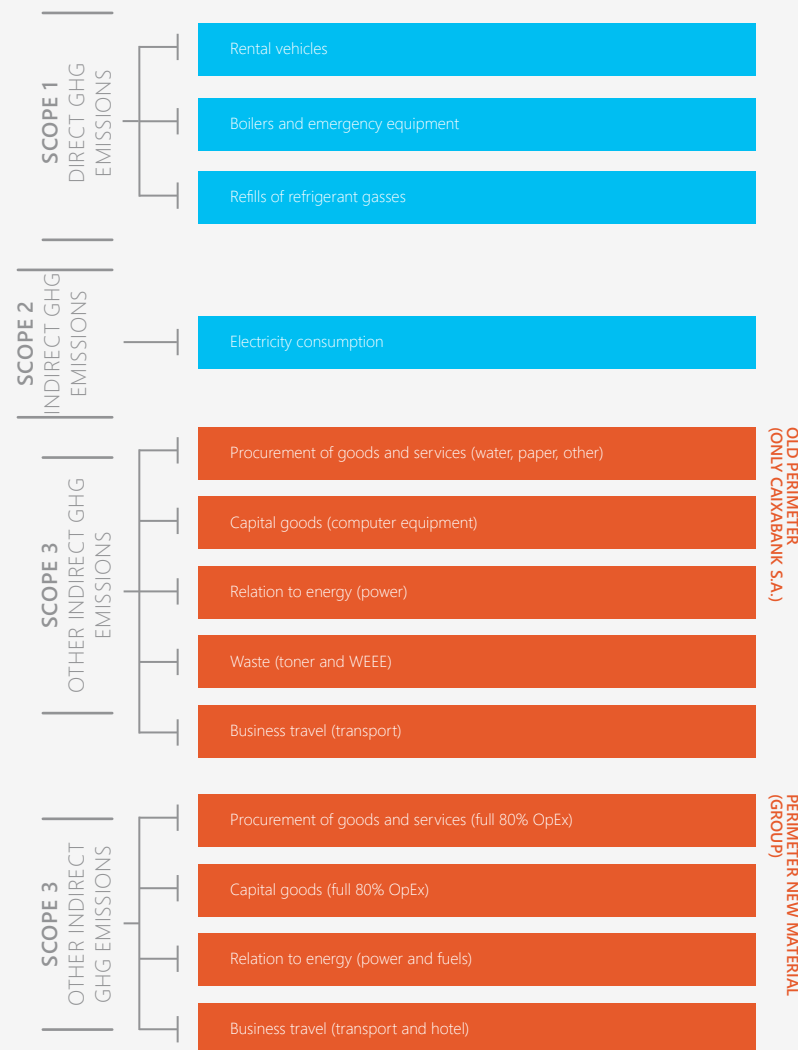 SCOPE 1
DIRECT GHG
EMISSIONS
Rental vehicles
Boilers and emergency equipment
Refills of refrigerant gasses
SCOPE 2
INDIRECT GHG
EMISSIONS
Electricity consumption
SCOPE 3
OTHER INDIRECT GHG
EMISSIONS
Procurement of goods and services (water, paper, other)
Capital goods (computer equipment)
Relation to energy (power)
Waste (toner and WEEE)
Business travel (transport)
OLD PERIMETER
(ONLY CAIXABANK S.A.)
SCOPE 3
OTHER INDIRECT
GHG EMISSIONS
Procurement of goods and services (full 80% OpEx)
Capital goods (full 80% OpEx)
Relation to energy (power and fuels)
Business travel (transport and hotel)
PERIMETER NEW MATERIAL
(GROUP)